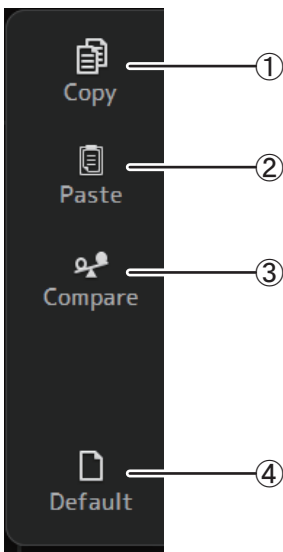 Copy ①
Paste ②
Compare ③
Default ④